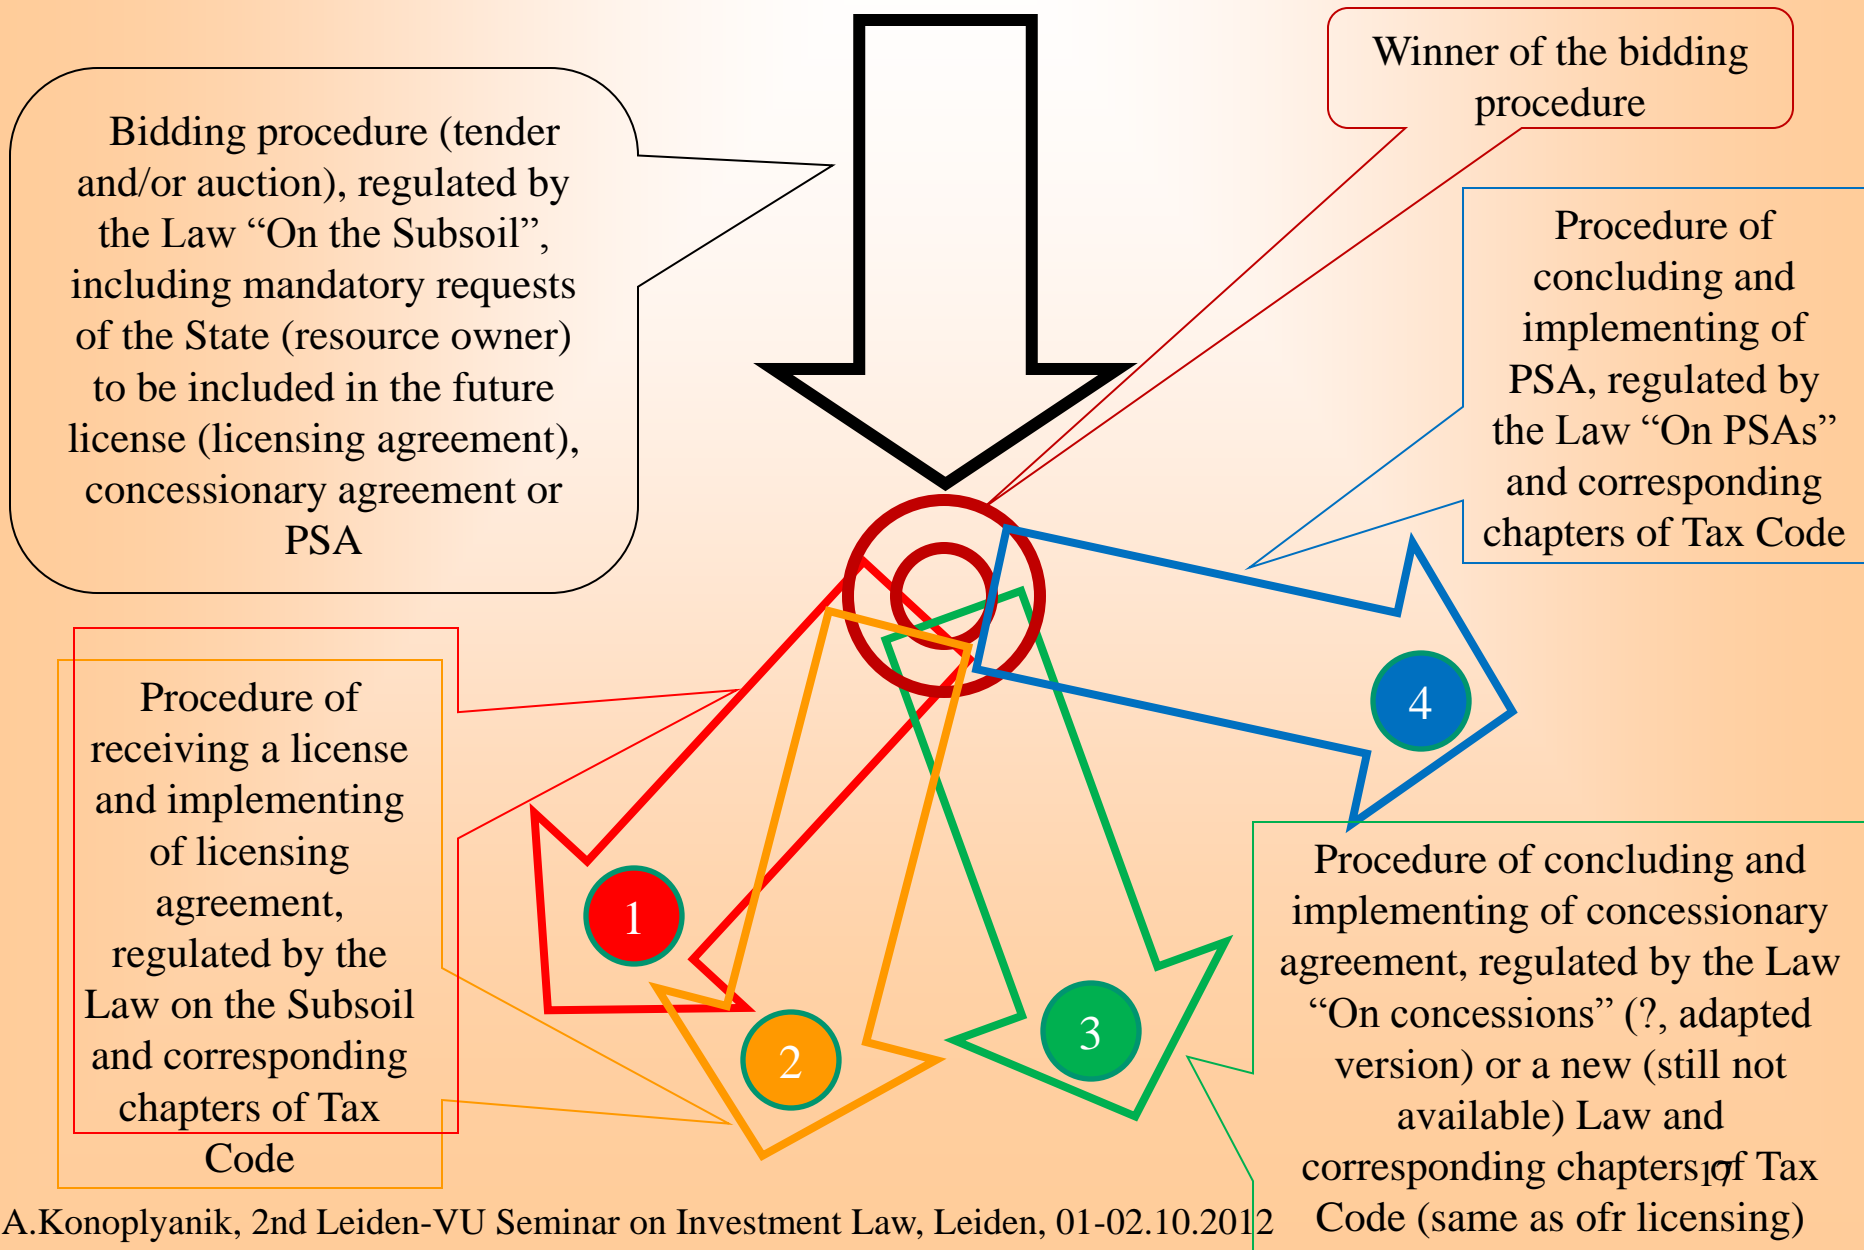 Bidding procedure (tender
and/or auction), regulated by
the Law “On the Subsoil”,
including mandatory requests
of the State (resource owner)
to be included in the future
license (licensing agreement),
concessionary agreement or
PSA
Winner of the bidding
procedure
Procedure of
concluding and
implementing of
PSA, regulated by
the Law “On PSAs”
and corresponding
chapters of Tax Code
Procedure of
receiving a license
and implementing
of licensing
agreement,
regulated by the
Law on the Subsoil
and corresponding
chapters of Tax
Code
1
2
3
4
Procedure of concluding and
implementing of concessionary
agreement, regulated by the Law
“On concessions” (?, adapted
version) or a new (still not
available) Law and
corresponding chapters of Tax
Code (same as ofr licensing)
17
A.Konoplyanik, 2nd Leiden-VU Seminar on Investment Law, Leiden, 01-02.10.2012